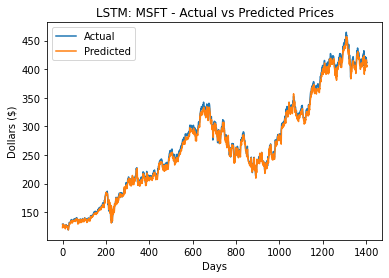 LSTM: MSFT - Actual vs Predicted Prices
Actual
Predicted
Dollars ($)
450
400
350
300
250
200
150
0 200 400 600 800 1000 1200 1400
Days